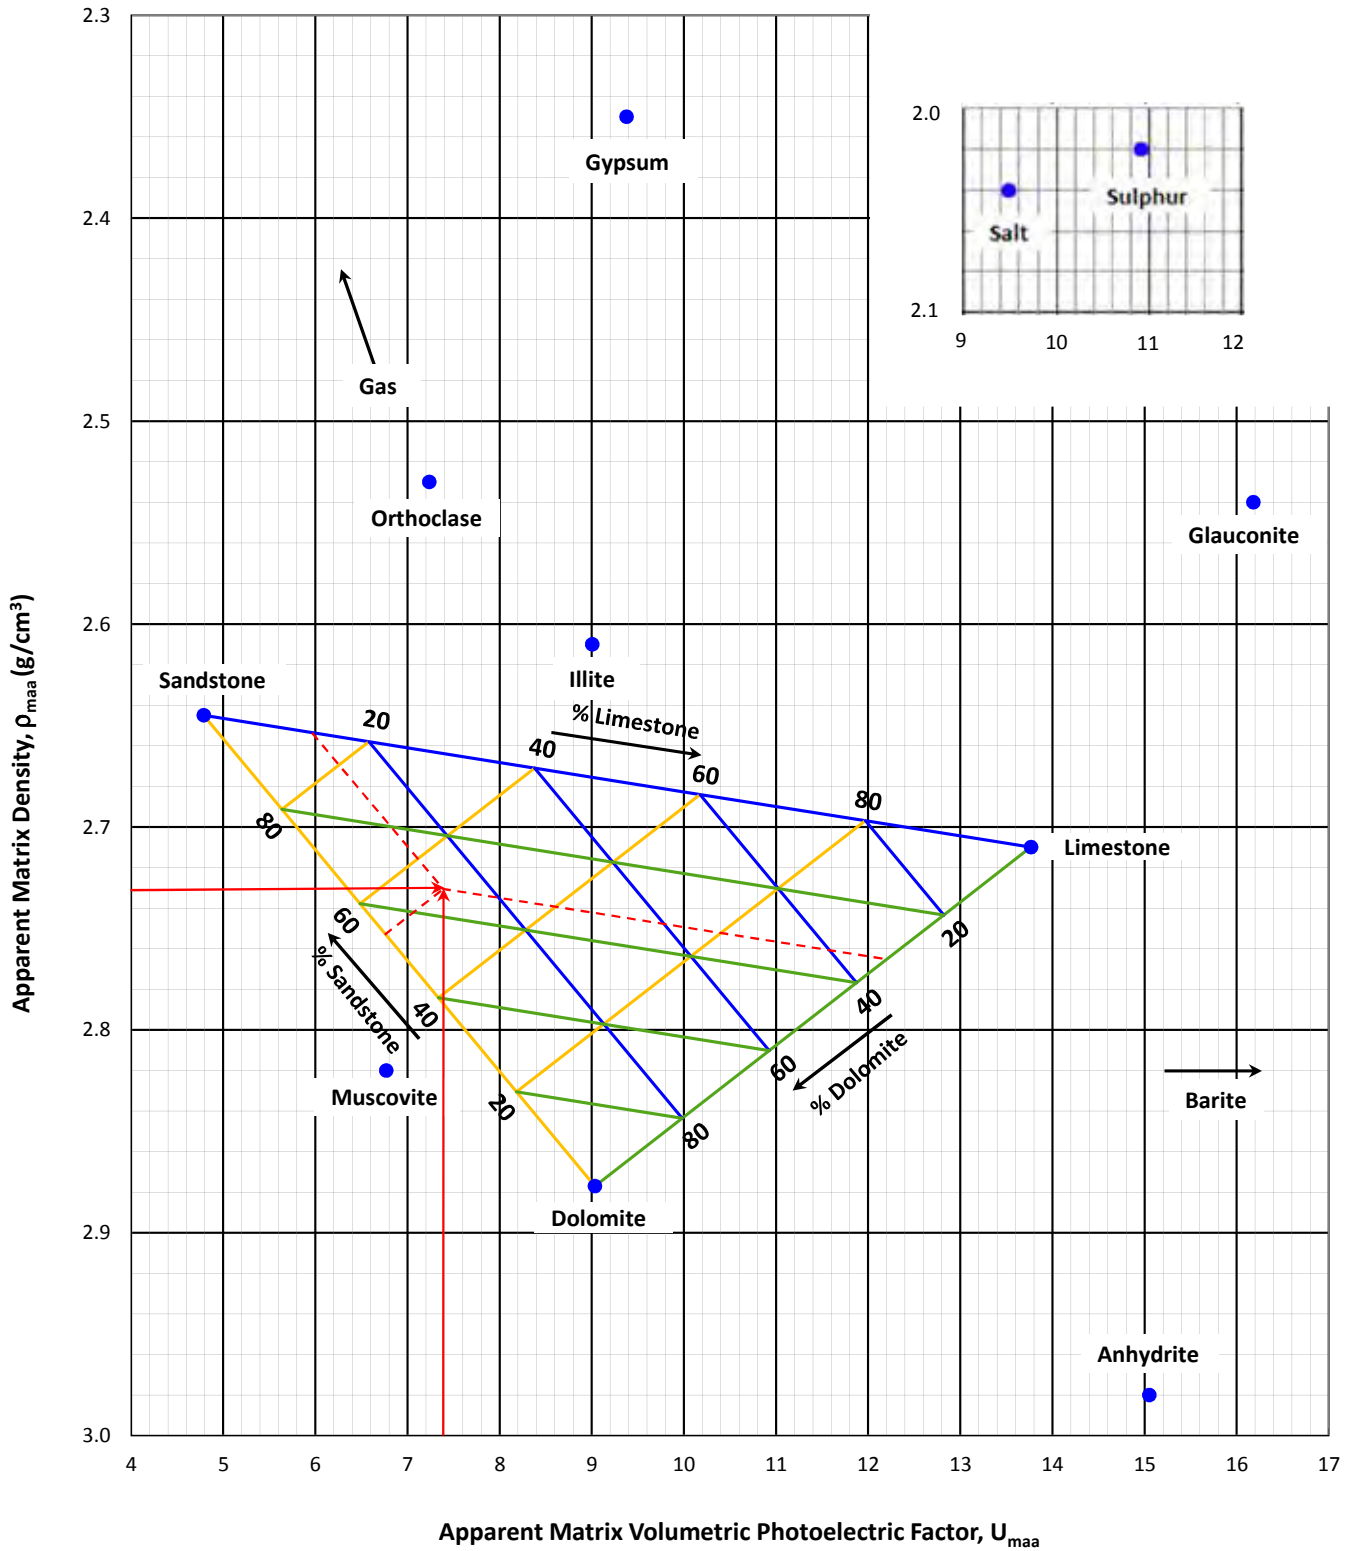 2.3
2.4
2.5
2.6
2.7
2.8
2.9
3.0
Apparent Matrix Density, ρmaa (g/cm³)
4 5 6 7 8 9 10 11 12 13 14 15 16 17
Apparent Matrix Volumetric Photoelectric Factor, Umaa
Gypsum
2.0
2.1
9 10 11 12
Sulphur
Salt
Gas
Orthoclase
Glauconite
Illite
Sandstone
% Limestone
20
40
60
80
Limestone
80
60
40
20
% Sandstone
20
40
60
80
% Dolomite
Muscovite
Barite
Dolomite
Anhydrite